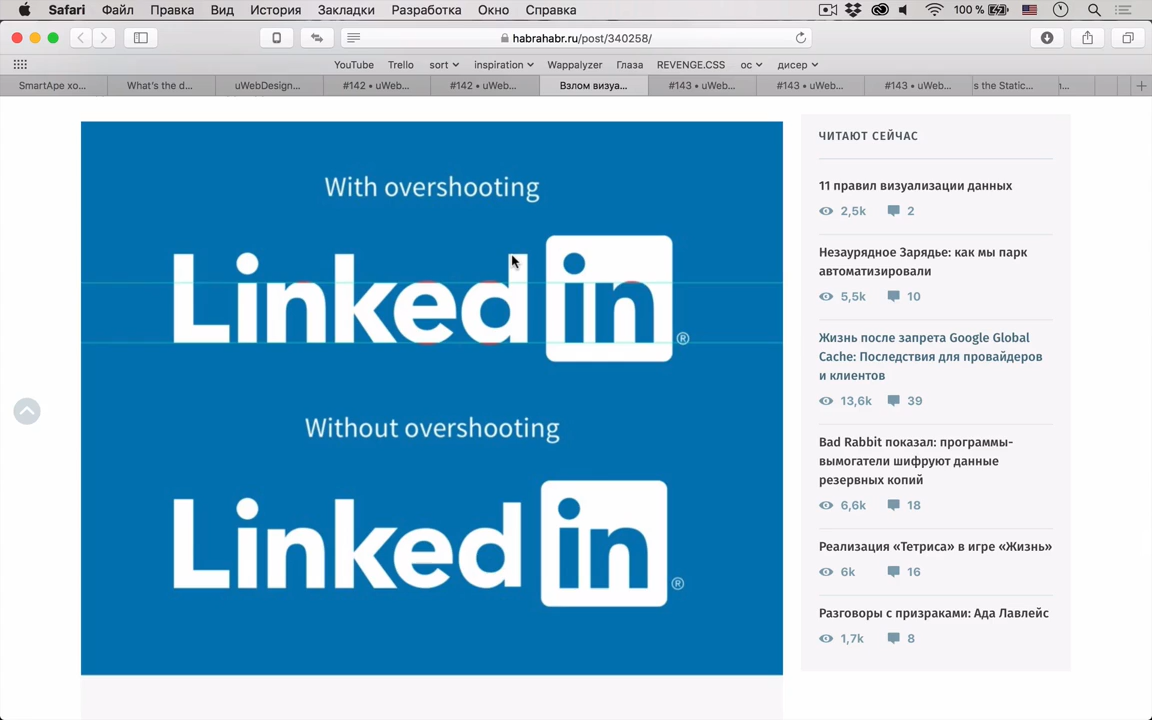 Safari Файл Правка Вид История Закладки Разработка Окно Справка 100 %
habrahabr.ru/post/340258/
YouTube Trello sort inspiration Wappalyzer Глаза REVENGE.CSS ос дисер
SmartApe хо... What's the d... uWebDesign... #142 • uWeb... #142 • uWeb... Взлом визуа... #143 • uWeb... #143 • uWeb... #143 • uWeb... s the Static...
With overshooting
Linked in ®
Without overshooting
Linked in ®
ЧИТАЮТ СЕЙЧАС
11 правил визуализации данных
2,5k 2
Незаурядное Зарядье: как мы парк
автоматизировали
5,5k 10
Жизнь после запрета Google Global
Cache: Последствия для провайдеров
и клиентов
13,6k 39
Bad Rabbit показал: программы-
вымогатели шифруют данные
резервных копий
6,6k 18
Реализация «Тетриса» в игре «Жизнь»
6k 16
Разговоры с призраками: Ада Лавлейс
1,7k 8